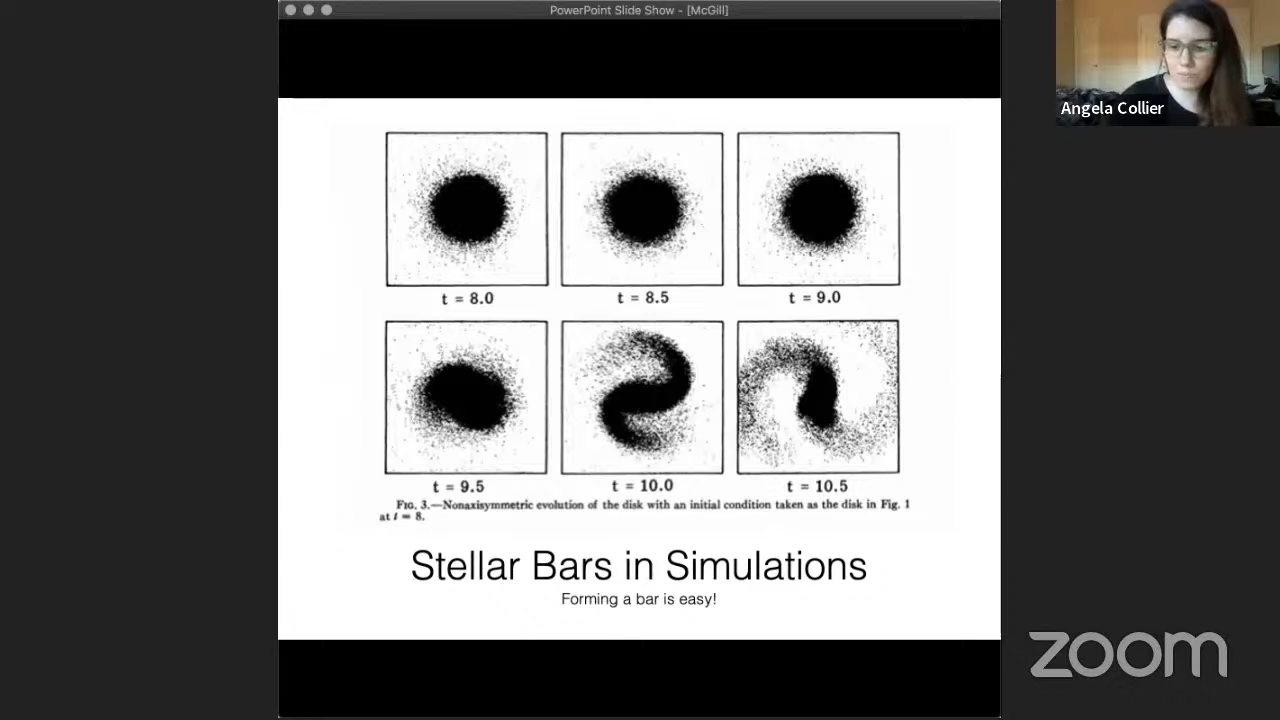 PowerPoint Slide Show - [McGill]
Angela Collier
t = 8.0
t = 8.5
t = 9.0
t = 9.5
t = 10.0
t = 10.5
FIG. 3.—Nonaxisymmetric evolution of the disk with an initial condition taken as the disk in Fig. 1
at t = 8.
Stellar Bars in Simulations
Forming a bar is easy!
zoom